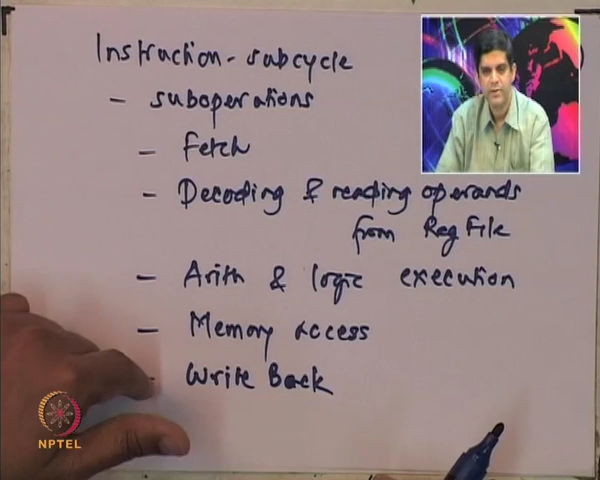 Instruction - subcycle
- suboperations
- Fetch
- Decoding & reading operands
from Reg File
- Arith & logic execution
- Memory access
- Write Back
NPTEL